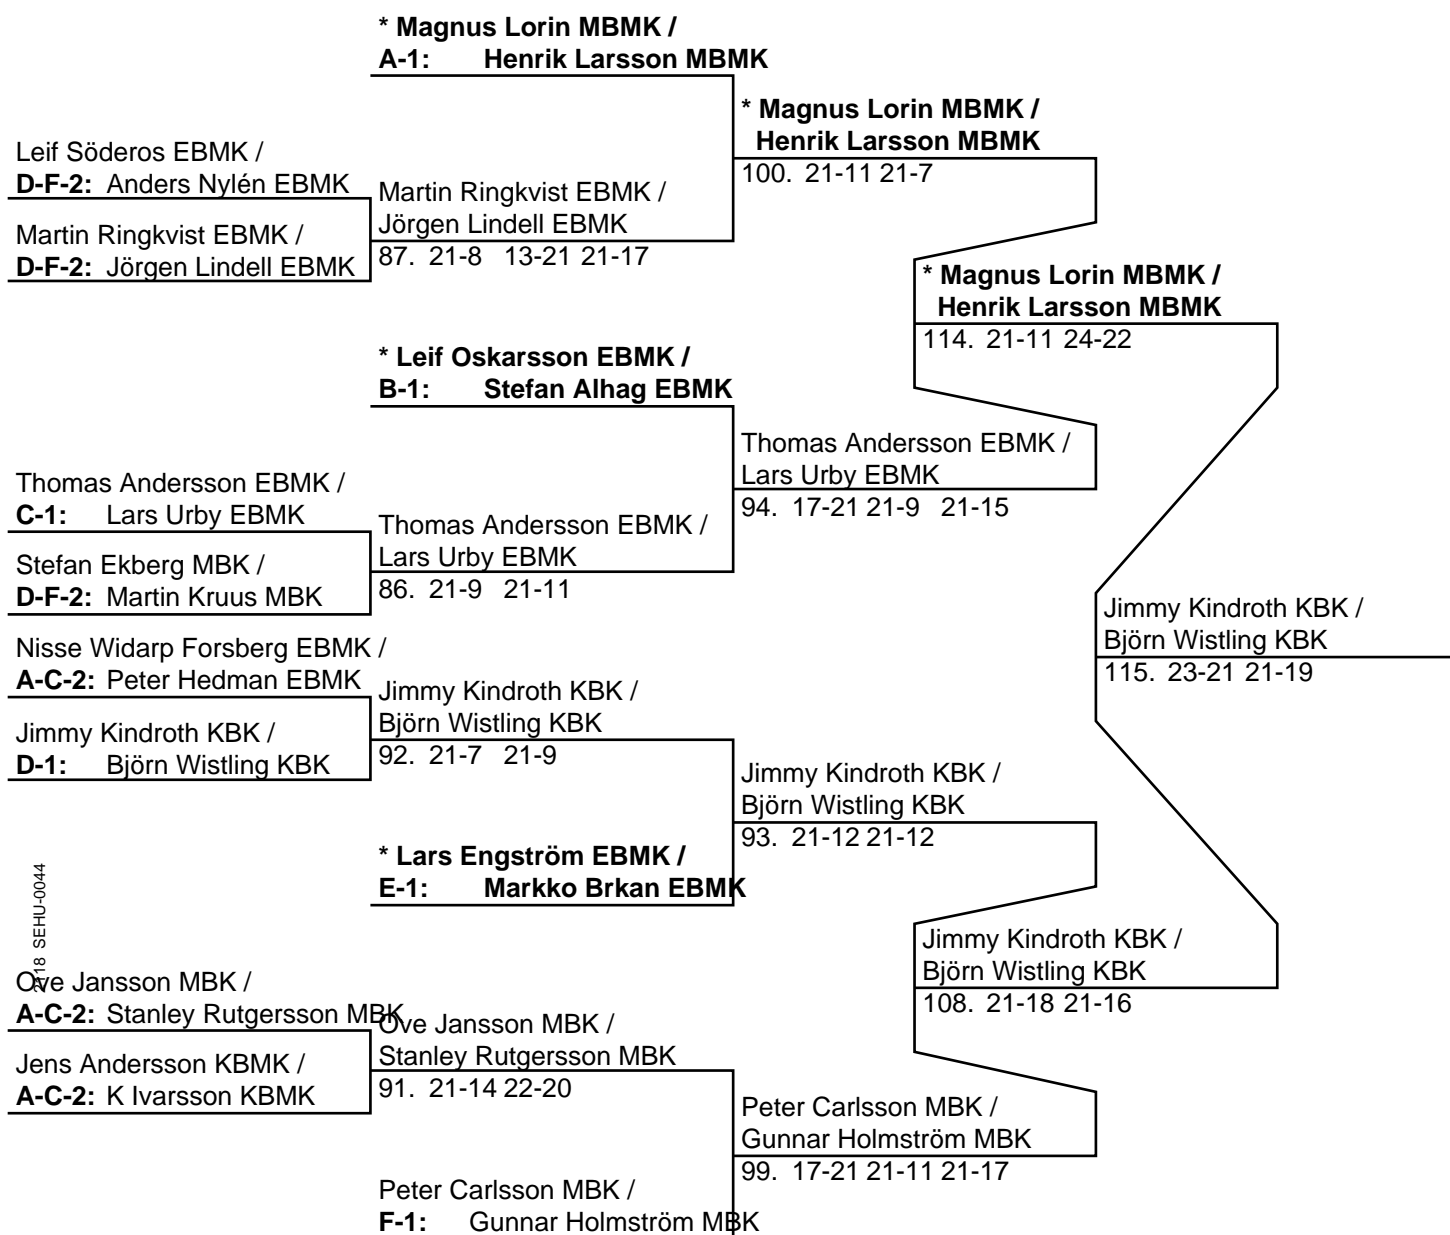 * Magnus Lorin MBMK /
A-1: Henrik Larsson MBMK
* Magnus Lorin MBMK /
Henrik Larsson MBMK
100. 21-11 21-7
Leif Söderos EBMK /
D-F-2: Anders Nylén EBMK
Martin Ringkvist EBMK /
Jörgen Lindell EBMK
87. 21-8 13-21 21-17
Martin Ringkvist EBMK /
D-F-2: Jörgen Lindell EBMK
* Magnus Lorin MBMK /
Henrik Larsson MBMK
114. 21-11 24-22
* Leif Oskarsson EBMK /
B-1: Stefan Alhag EBMK
Thomas Andersson EBMK /
Lars Urby EBMK
94. 17-21 21-9 21-15
Thomas Andersson EBMK /
C-1: Lars Urby EBMK
Thomas Andersson EBMK /
Lars Urby EBMK
86. 21-9 21-11
Stefan Ekberg MBK /
D-F-2: Martin Kruus MBK
Jimmy Kindroth KBK /
Björn Wistling KBK
115. 23-21 21-19
Nisse Widarp Forsberg EBMK /
A-C-2: Peter Hedman EBMK
Jimmy Kindroth KBK /
Björn Wistling KBK
92. 21-7 21-9
Jimmy Kindroth KBK /
D-1: Björn Wistling KBK
Jimmy Kindroth KBK /
Björn Wistling KBK
93. 21-12 21-12
* Lars Engström EBMK /
E-1: Markko Brkan EBMK
SEHU-0044
Jimmy Kindroth KBK /
Björn Wistling KBK
108. 21-18 21-16
Ove Jansson MBK /
A-C-2: Stanley Rutgersson MBK
Ove Jansson MBK /
Stanley Rutgersson MBK
91. 21-14 22-20
Jens Andersson KBMK /
A-C-2: K Ivarsson KBMK
Peter Carlsson MBK /
Gunnar Holmström MBK
99. 17-21 21-11 21-17
Peter Carlsson MBK /
F-1: Gunnar Holmström MBK